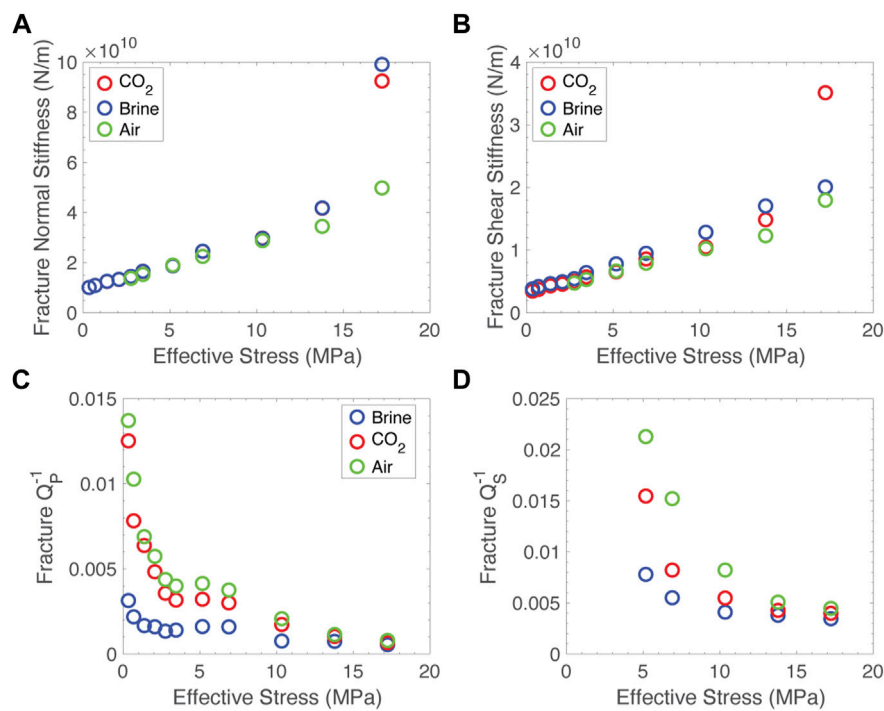 A
×10^10
Fracture Normal Stiffness (N/m)
10
8
6
4
2
0
CO₂
Brine
Air
0 5 10 15 20
Effective Stress (MPa)
B
×10^10
Fracture Shear Stiffness (N/m)
4
3
2
1
0
CO₂
Brine
Air
0 5 10 15 20
Effective Stress (MPa)
C
Fracture Q_P^-1
0.015
0.01
0.005
0
Brine
CO₂
Air
0 5 10 15 20
Effective Stress (MPa)
D
Fracture Q_S^-1
0.025
0.02
0.015
0.01
0.005
0
0 5 10 15 20
Effective Stress (MPa)